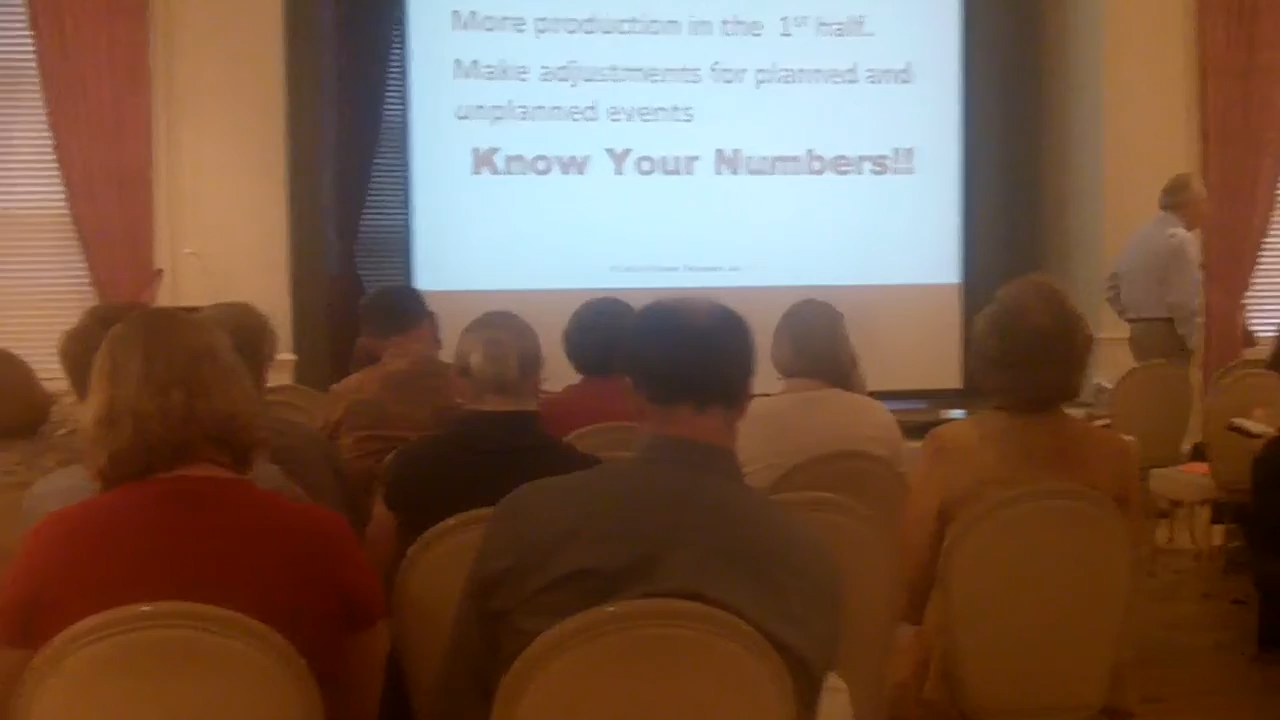 More production in the 1st half.
Make adjustments for planned and
unplanned events
Know Your Numbers!!